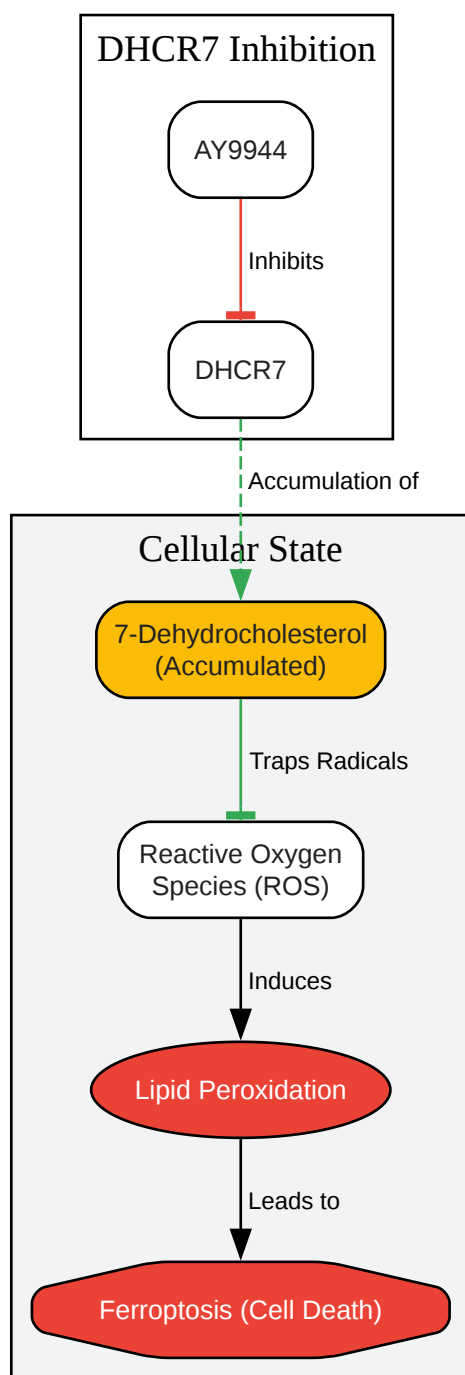 DHCR7 Inhibition
AY9944
Inhibits
DHCR7
Accumulation of
Cellular State
7-Dehydrocholesterol
(Accumulated)
Traps Radicals
Reactive Oxygen
Species (ROS)
Induces
Lipid Peroxidation
Leads to
Ferroptosis (Cell Death)